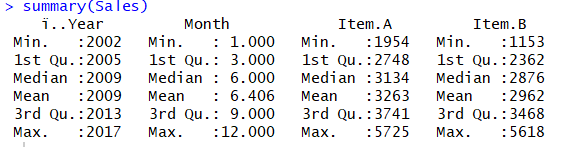 > summary(Sales)
ï..Year Month Item.A Item.B
Min. :2002 Min. : 1.000 Min. :1954 Min. :1153
1st Qu.:2005 1st Qu.: 3.000 1st Qu.:2748 1st Qu.:2362
Median :2009 Median : 6.000 Median :3134 Median :2876
Mean :2009 Mean : 6.406 Mean :3263 Mean :2962
3rd Qu.:2013 3rd Qu.: 9.000 3rd Qu.:3741 3rd Qu.:3468
Max. :2017 Max. :12.000 Max. :5725 Max. :5618